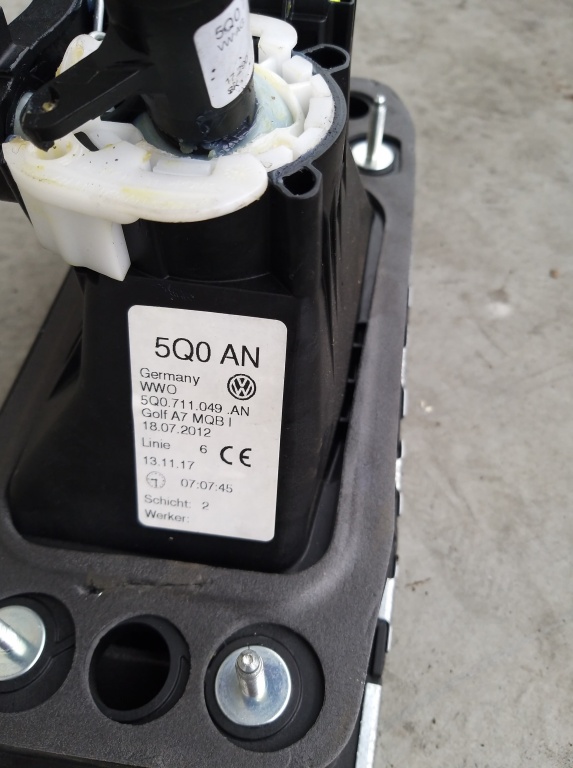 5Q0
5Q0 AN
Germany
WWO
5Q0.711.049 .AN
Golf A7 MQB I
18.07.2012
Linie 6 CE
13.11.17
07:07:45
Schicht: 2
Werker: